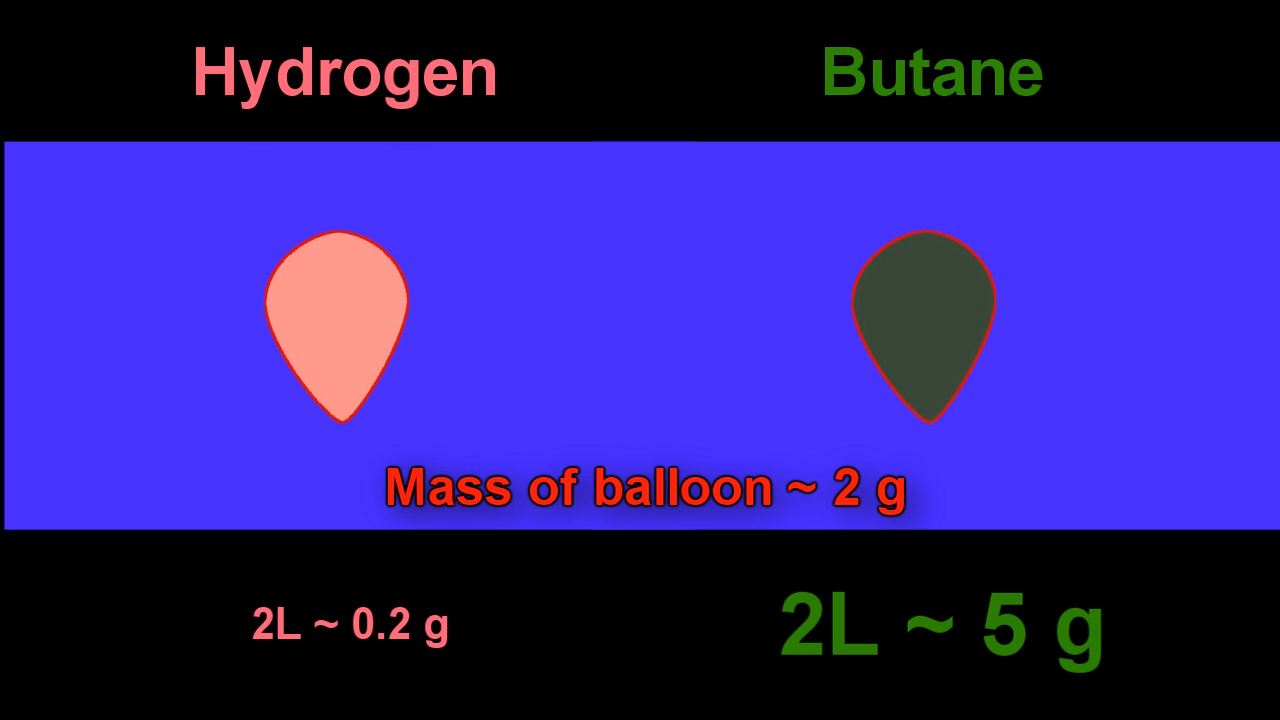 Hydrogen
Butane
Mass of balloon ~ 2 g
2L ~ 0.2 g
2L ~ 5 g